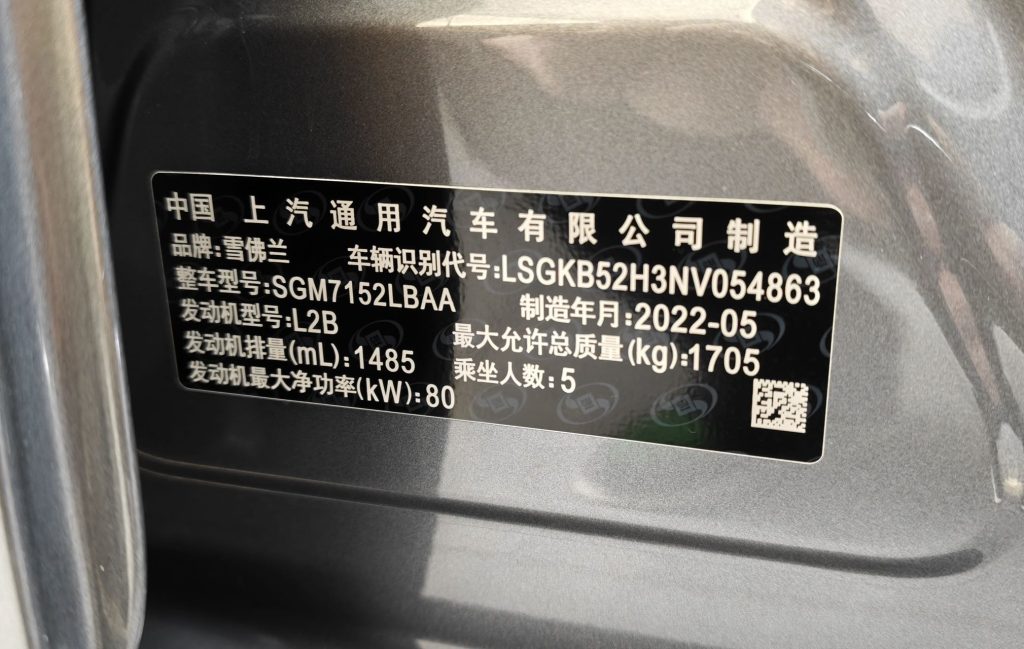 中国 上汽通用汽车有限公司制造
品牌:雪佛兰 车辆识别代号:LSGKB52H3NV054863
整车型号:SGM7152LBAA 制造年月:2022-05
发动机型号:L2B 最大允许总质量(kg):1705
发动机排量(mL):1485 乘坐人数:5
发动机最大净功率(kW):80